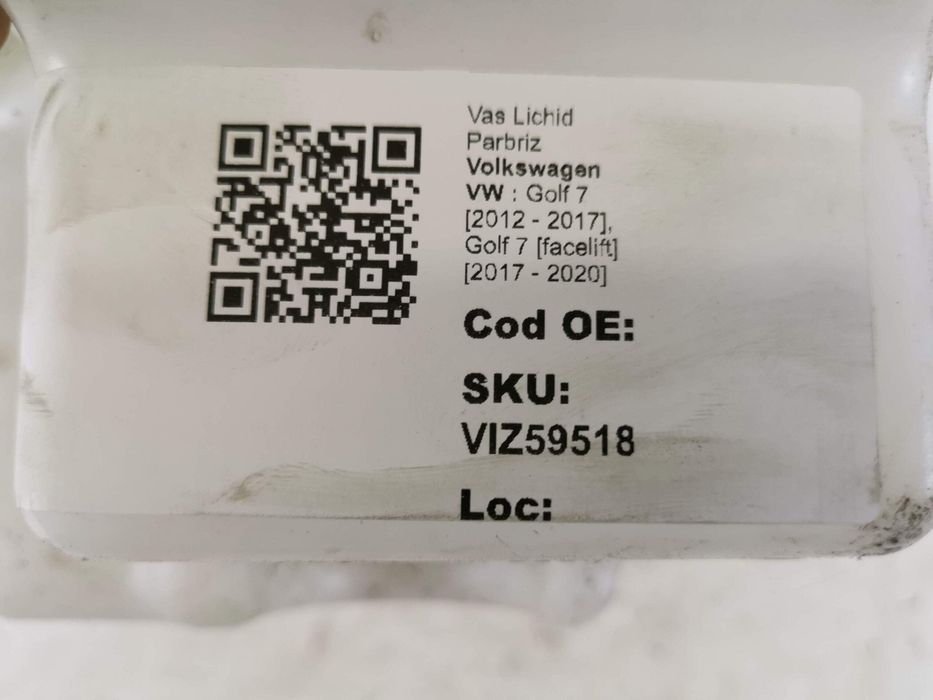 Vas Lichid
Parbriz
Volkswagen
VW : Golf 7
[2012 - 2017],
Golf 7 [facelift]
[2017 - 2020]
Cod OE:
SKU:
VIZ59518
Loc: